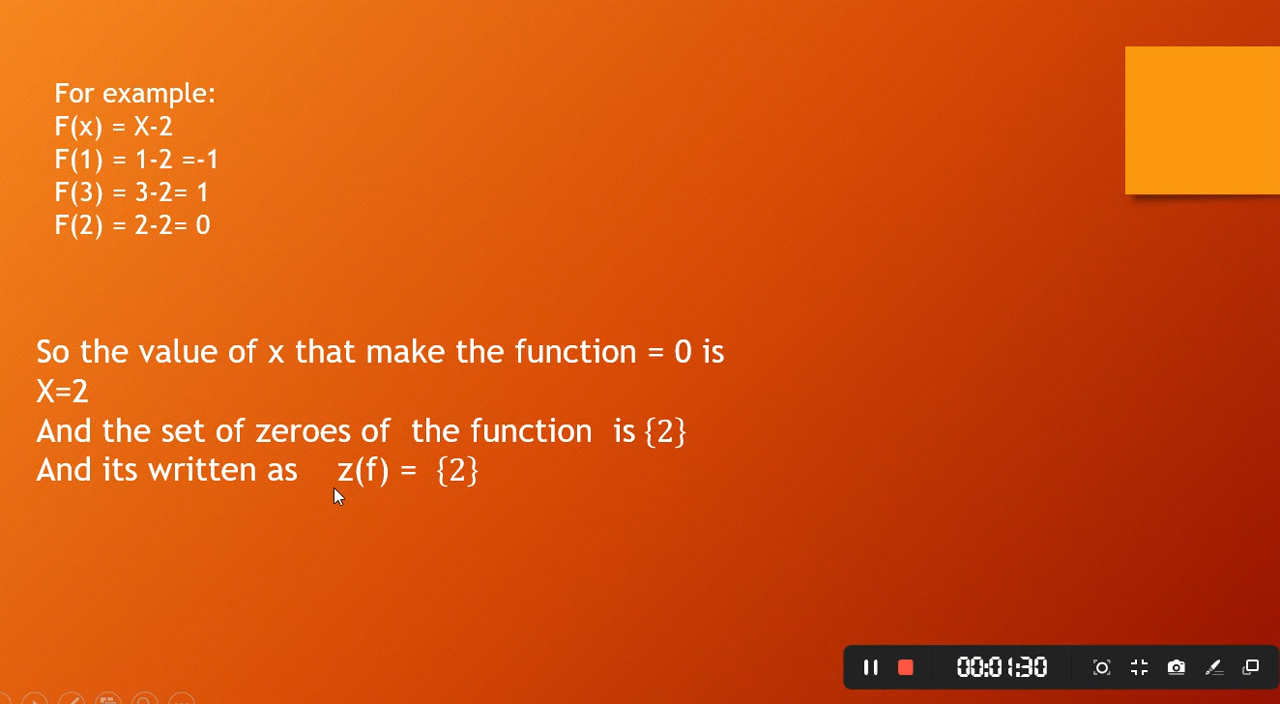 For example:
F(x) = X-2
F(1) = 1-2 =-1
F(3) = 3-2= 1
F(2) = 2-2= 0
So the value of x that make the function = 0 is
X=2
And the set of zeroes of the function is {2}
And its written as z(f) = {2}
00:01:30